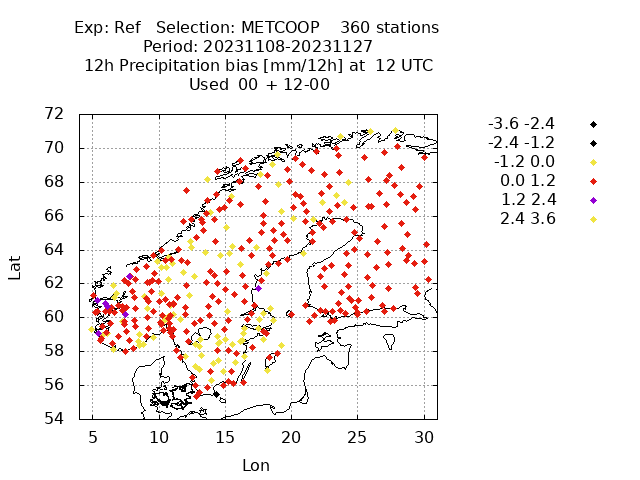 Exp: Ref   Selection: METCOOP    360 stations
Period: 20231108-20231127
12h Precipitation bias [mm/12h] at  12 UTC
Used  00 + 12-00
72
70
68
66
64
62
60
58
56
54
Lat
5 10 15 20 25 30
Lon
-3.6 -2.4
-2.4 -1.2
-1.2 0.0
0.0 1.2
1.2 2.4
2.4 3.6